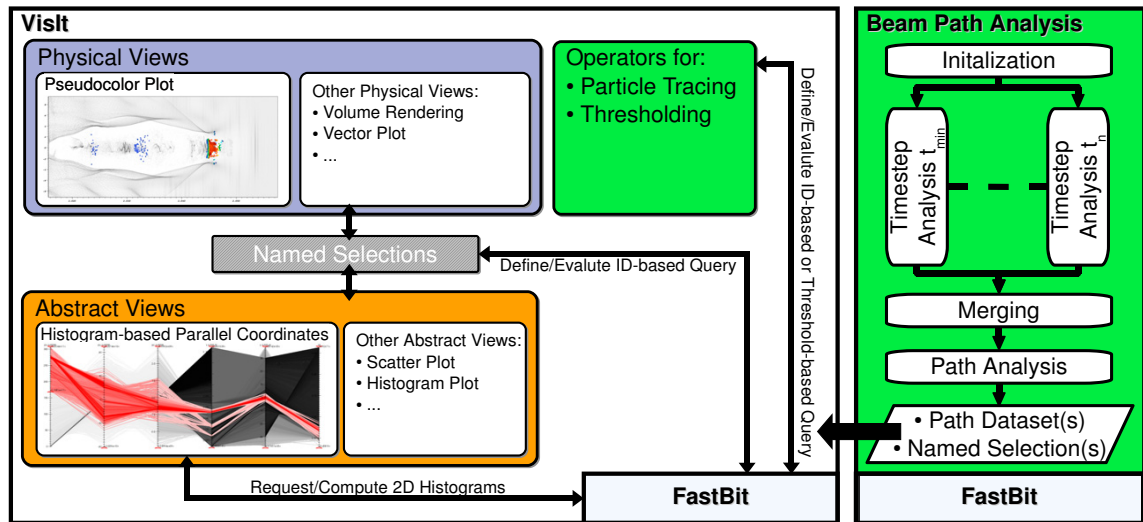 VisIt
Physical Views
Pseudocolor Plot
Other Physical Views:
• Volume Rendering
• Vector Plot
• ...
Operators for:
• Particle Tracing
• Thresholding
Named Selections
Define/Evalute ID-based Query
Define/Evalute ID-based or Threshold-based Query
Abstract Views
Histogram-based Parallel Coordinates
Other Abstract Views:
• Scatter Plot
• Histogram Plot
• ...
Request/Compute 2D Histograms
FastBit
Beam Path Analysis
Initalization
Timestep
Analysis t_min
Timestep
Analysis t_n
Merging
Path Analysis
• Path Dataset(s)
• Named Selection(s)
FastBit